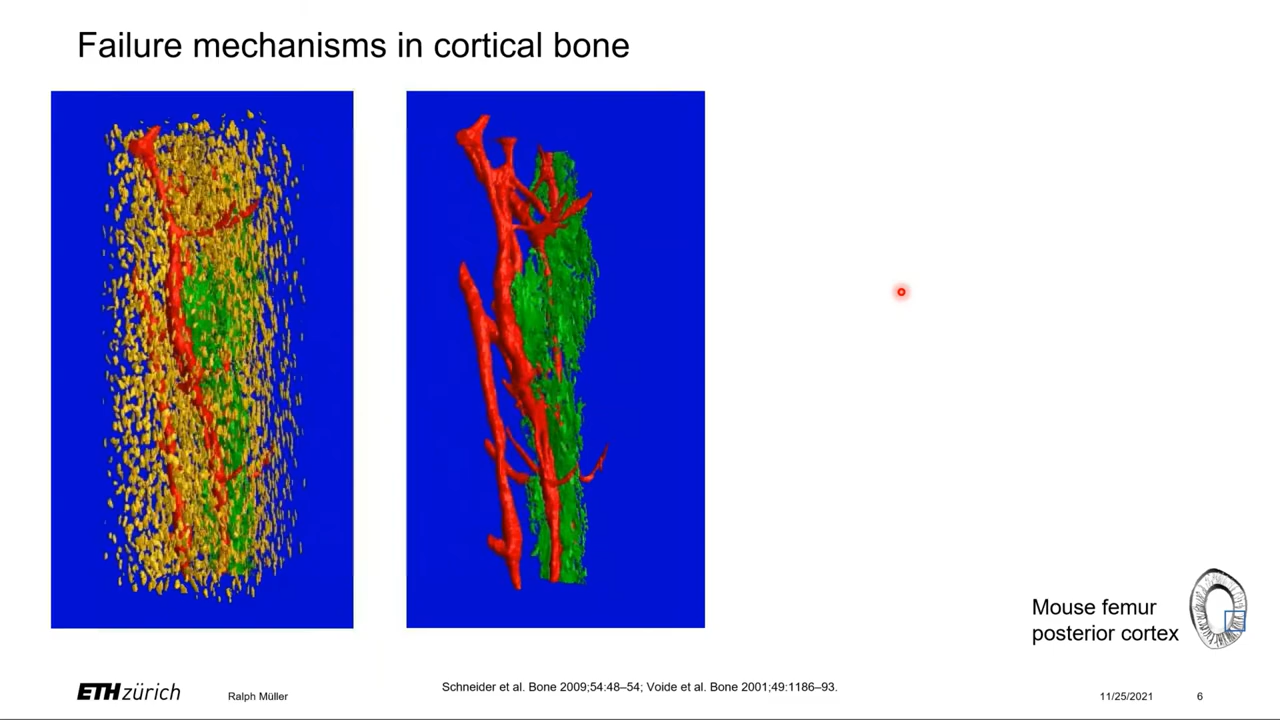 Failure mechanisms in cortical bone
Mouse femur
posterior cortex
ETH zürich
Ralph Müller
Schneider et al. Bone 2009;54:48–54; Voide et al. Bone 2001;49:1186–93.
11/25/2021
6